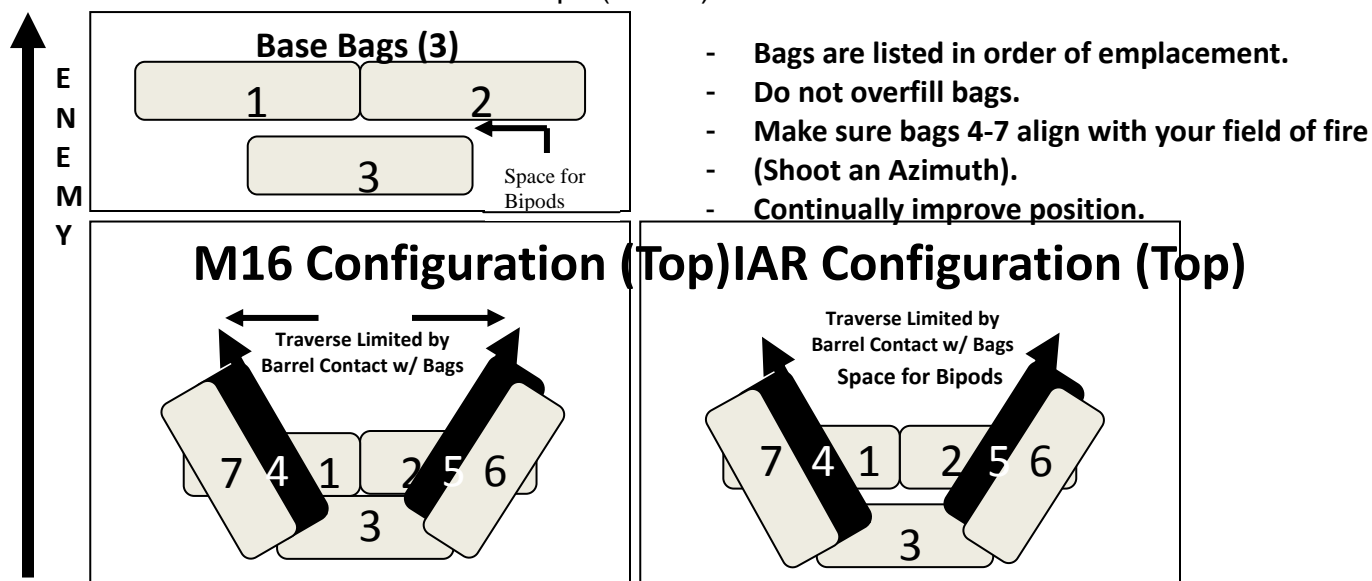 E
N
E
M
Y
Base Bags (3)
1
2
3
Space for
Bipods
- Bags are listed in order of emplacement.
- Do not overfill bags.
- Make sure bags 4-7 align with your field of fire
- (Shoot an Azimuth).
- Continually improve position.
M16 Configuration (Top)
Traverse Limited by
Barrel Contact w/ Bags
7 4 1 2 5 6
3
IAR Configuration (Top)
Traverse Limited by
Barrel Contact w/ Bags
Space for Bipods
7 4 1 2 5 6
3